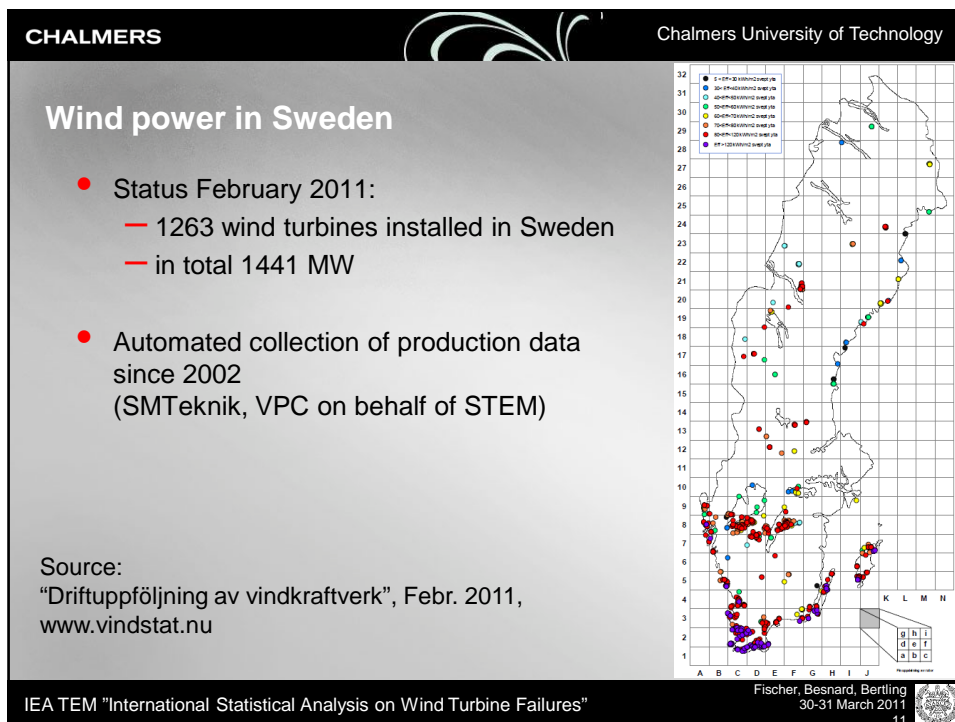 CHALMERS
Chalmers University of Technology
Wind power in Sweden
• Status February 2011:
– 1263 wind turbines installed in Sweden
– in total 1441 MW
• Automated collection of production data
since 2002
(SMTeknik, VPC on behalf of STEM)
Source:
“Driftuppföljning av vindkraftverk”, Febr. 2011,
www.vindstat.nu
32
31
30
29
28
27
26
25
24
23
22
21
20
19
18
17
16
15
14
13
12
11
10
9
8
7
6
5
4
3
2
1
A B C D E F G H I J
K L M N
g h i
d e f
a b c
IEA TEM ”International Statistical Analysis on Wind Turbine Failures”
Fischer, Besnard, Bertling
30-31 March 2011
11